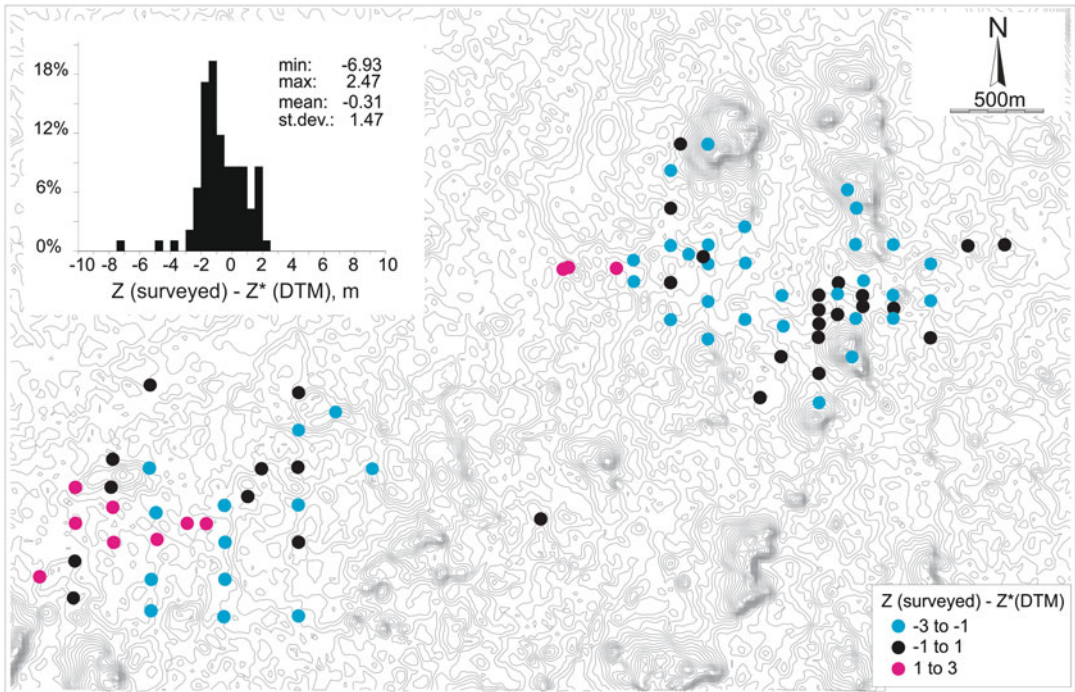 18%
12%
6%
0%
-10 -8 -6 -4 -2 0 2 4 6 8 10
Z (surveyed) - Z* (DTM), m
min: -6.93
max: 2.47
mean: -0.31
st.dev.: 1.47
N
500m
Z (surveyed) - Z*(DTM)
-3 to -1
-1 to 1
1 to 3